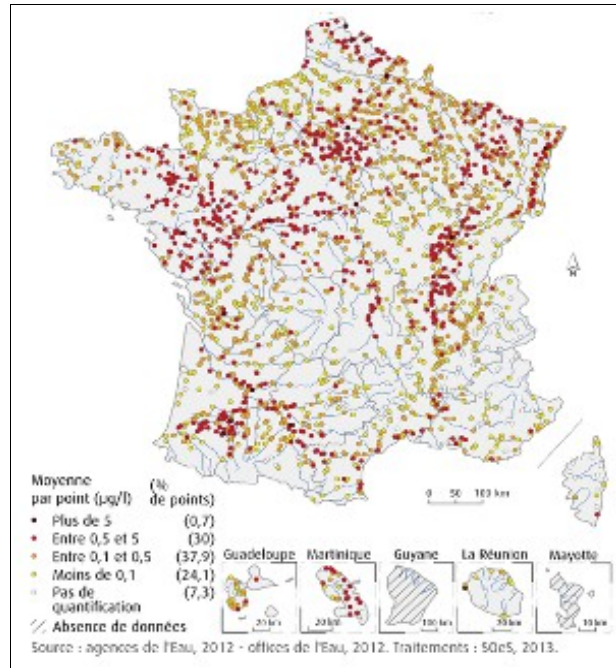 0 50 100 km
Moyenne
par point (µg/l)
(%
de points)
Plus de 5 (0,7)
Entre 0,5 et 5 (30)
Entre 0,1 et 0,5 (37,9)
Moins de 0,1 (24,1)
Pas de
quantification (7,3)
Absence de données
Guadeloupe Martinique Guyane La Réunion Mayotte
20 km 20 km 100 km 20 km 10 km
Source : agences de l'Eau, 2012 - offices de l'Eau, 2012. Traitements : SOeS, 2013.